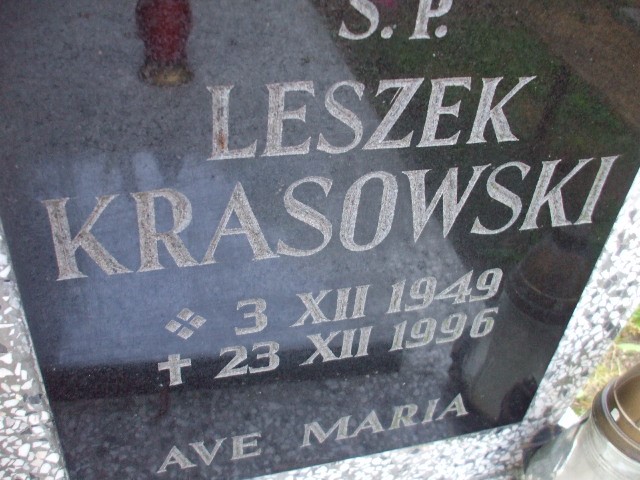 S.P.
LESZEK
KRASOWSKI
3 XII 1949
23 XII 1996
AVE MARIA